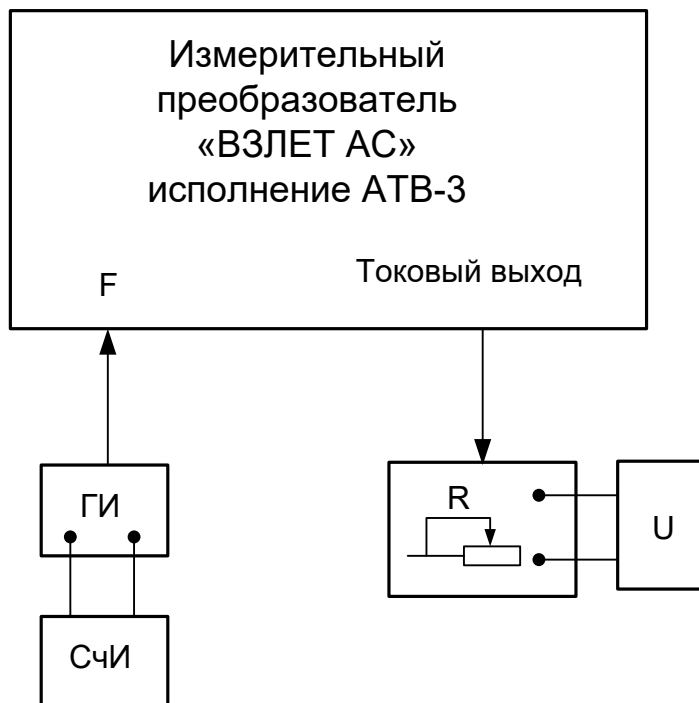 Измерительный
преобразователь
«ВЗЛЕТ АС»
исполнение АТВ-3
F
Токовый выход
ГИ
R
U
СчИ